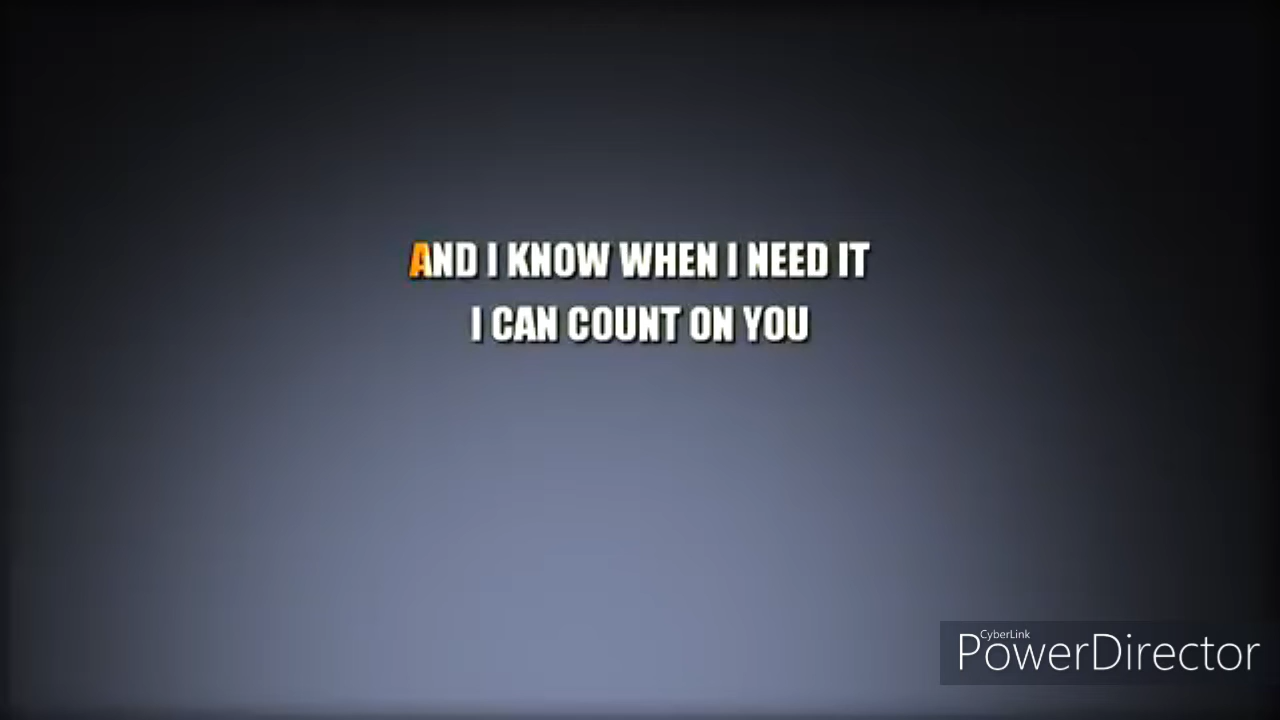 AND I KNOW WHEN I NEED IT
I CAN COUNT ON YOU
CyberLink
PowerDirector